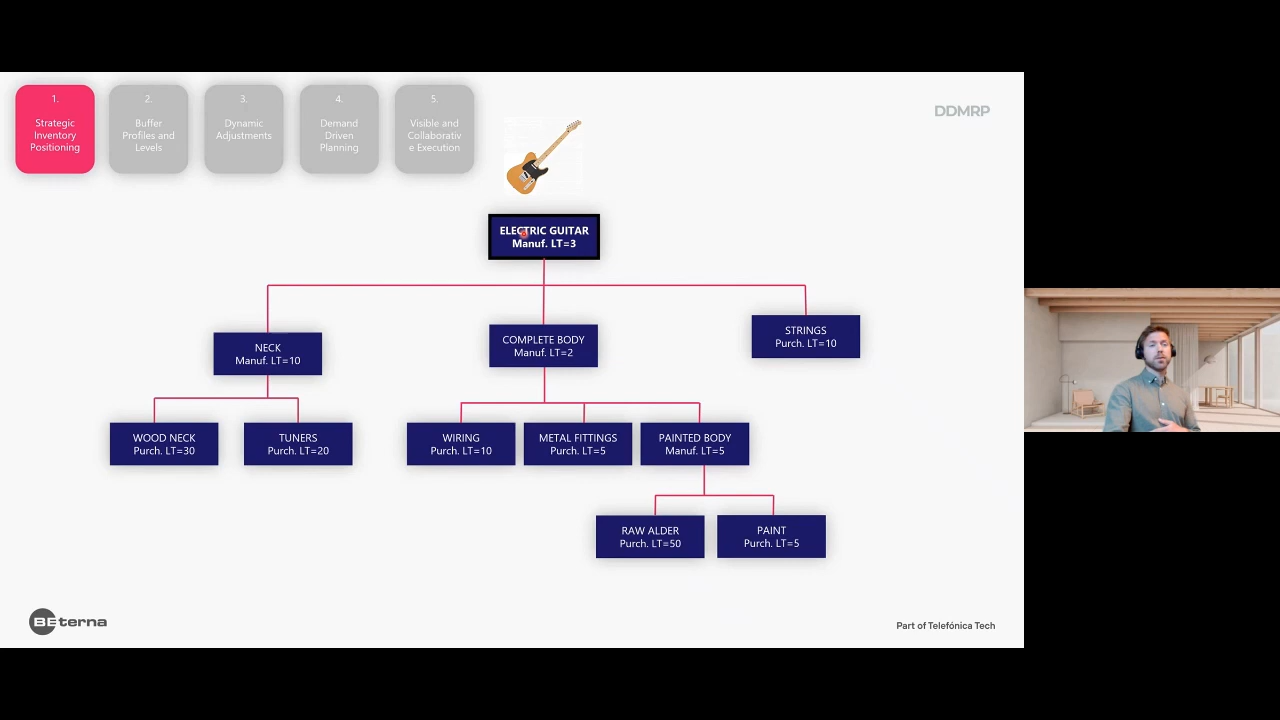 1.
Strategic
Inventory
Positioning
2.
Buffer
Profiles and
Levels
3.
Dynamic
Adjustments
4.
Demand
Driven
Planning
5.
Visible and
Collaborativ
e Execution
DDMRP
ELECTRIC GUITAR
Manuf. LT=3
NECK
Manuf. LT=10
COMPLETE BODY
Manuf. LT=2
STRINGS
Purch. LT=10
WOOD NECK
Purch. LT=30
TUNERS
Purch. LT=20
WIRING
Purch. LT=10
METAL FITTINGS
Purch. LT=5
PAINTED BODY
Manuf. LT=5
RAW ALDER
Purch. LT=50
PAINT
Purch. LT=5
BEterna
Part of Telefónica Tech